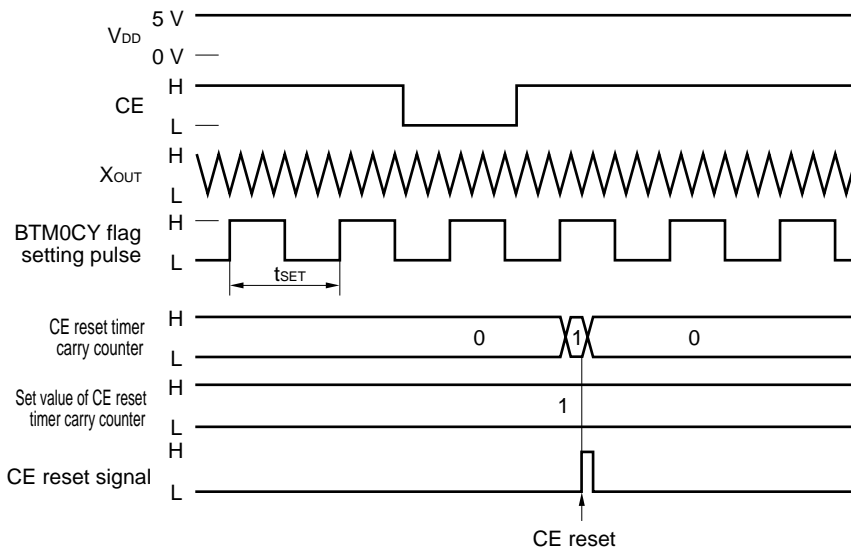 5 V
VDD
0 V
H
CE
L
H
XOUT
L
H
BTM0CY flag
setting pulse
L
tSET
H
CE reset timer
carry counter
0
1
0
L
H
Set value of CE reset
timer carry counter
1
L
H
CE reset signal
L
CE reset